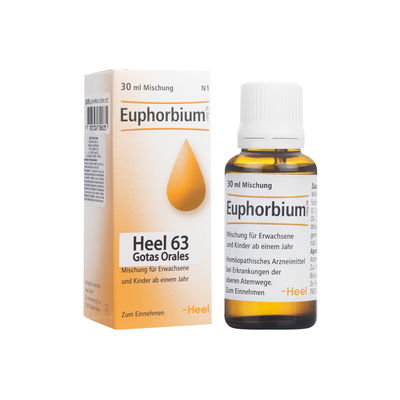 30 ml Mischung N1
Euphorbium
Heel 63
Gotas Orales
Mischung für Erwachsene
und Kinder ab einem Jahr
Zum Einnehmen
-Heel
30 ml Mischung
Euphorbium
Mischung für Erwachsene
und Kinder ab einem Jahr
Homöopathisches Arzneimittel
bei Erkrankungen der
oberen Atemwege.
Zum Einnehmen
-Heel